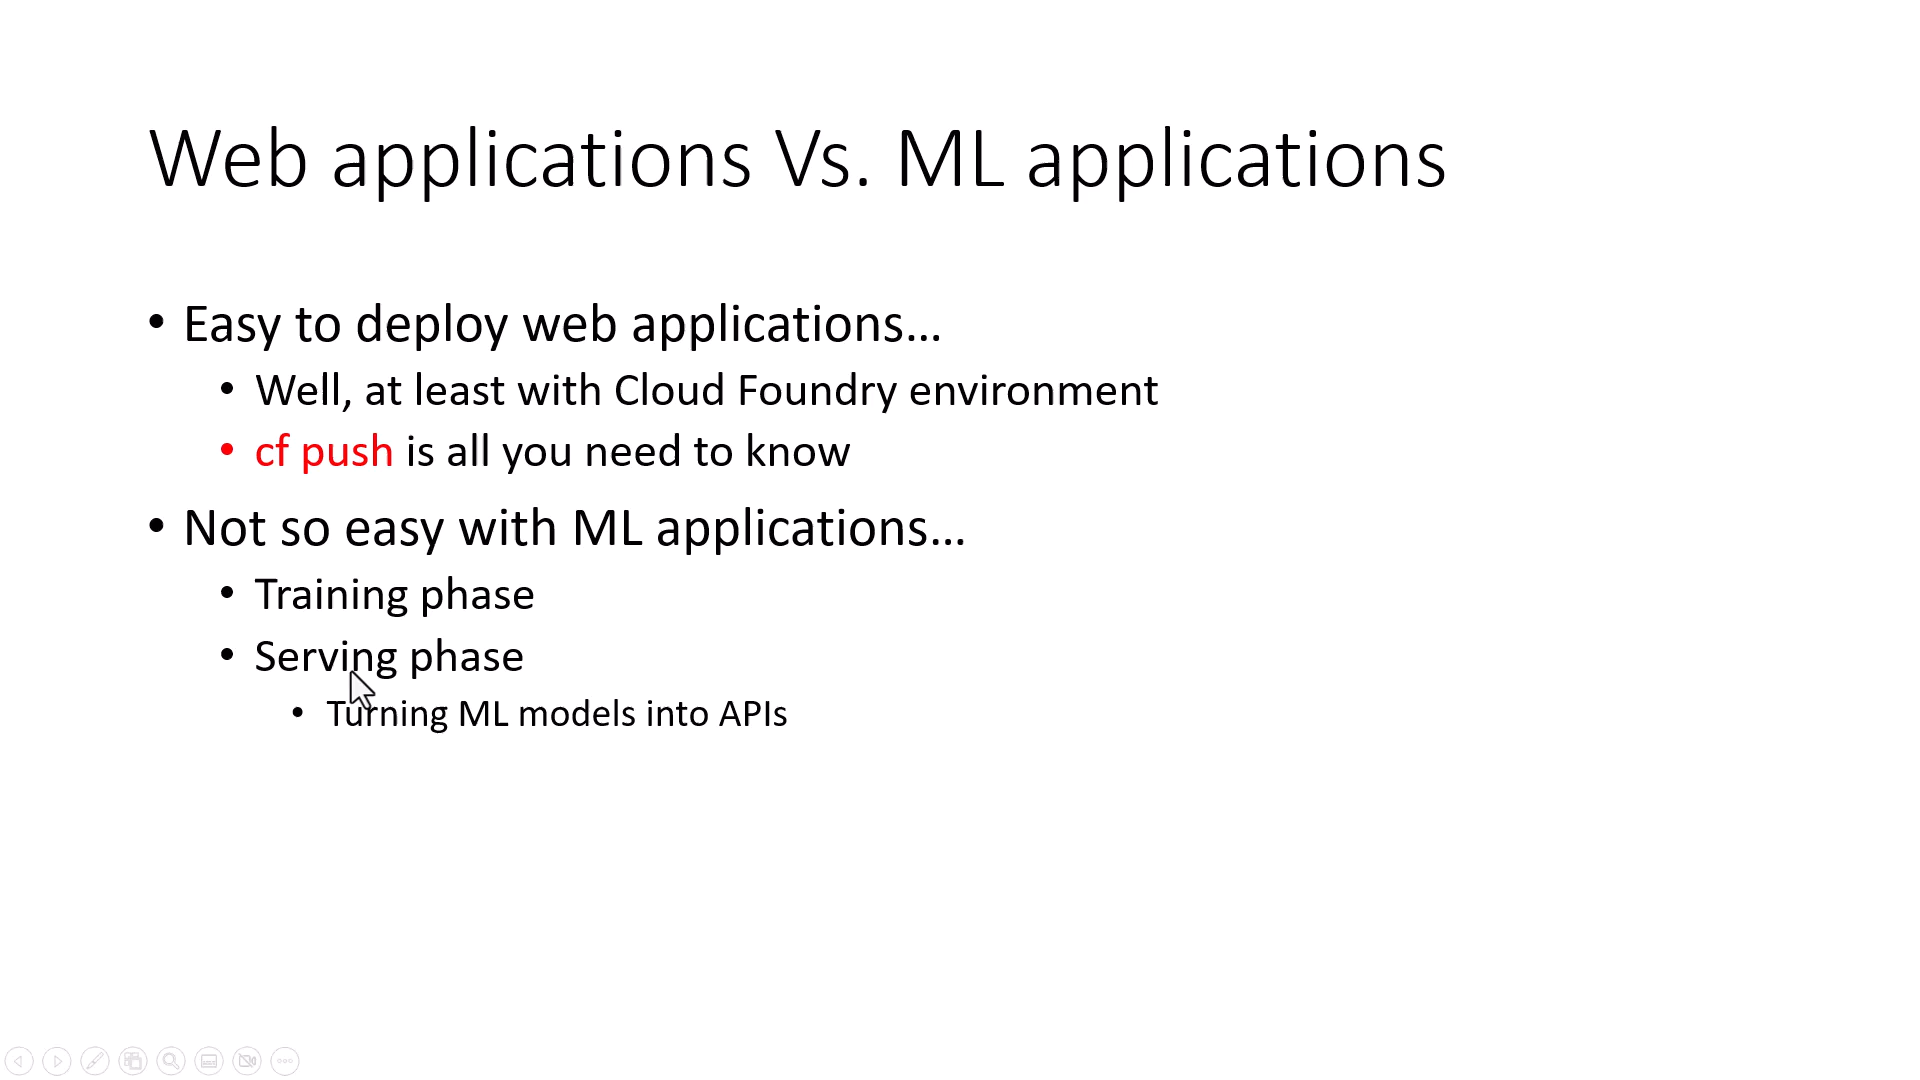 Web applications Vs. ML applications
• Easy to deploy web applications…
• Well, at least with Cloud Foundry environment
• cf push is all you need to know
• Not so easy with ML applications…
• Training phase
• Serving phase
• Turning ML models into APIs